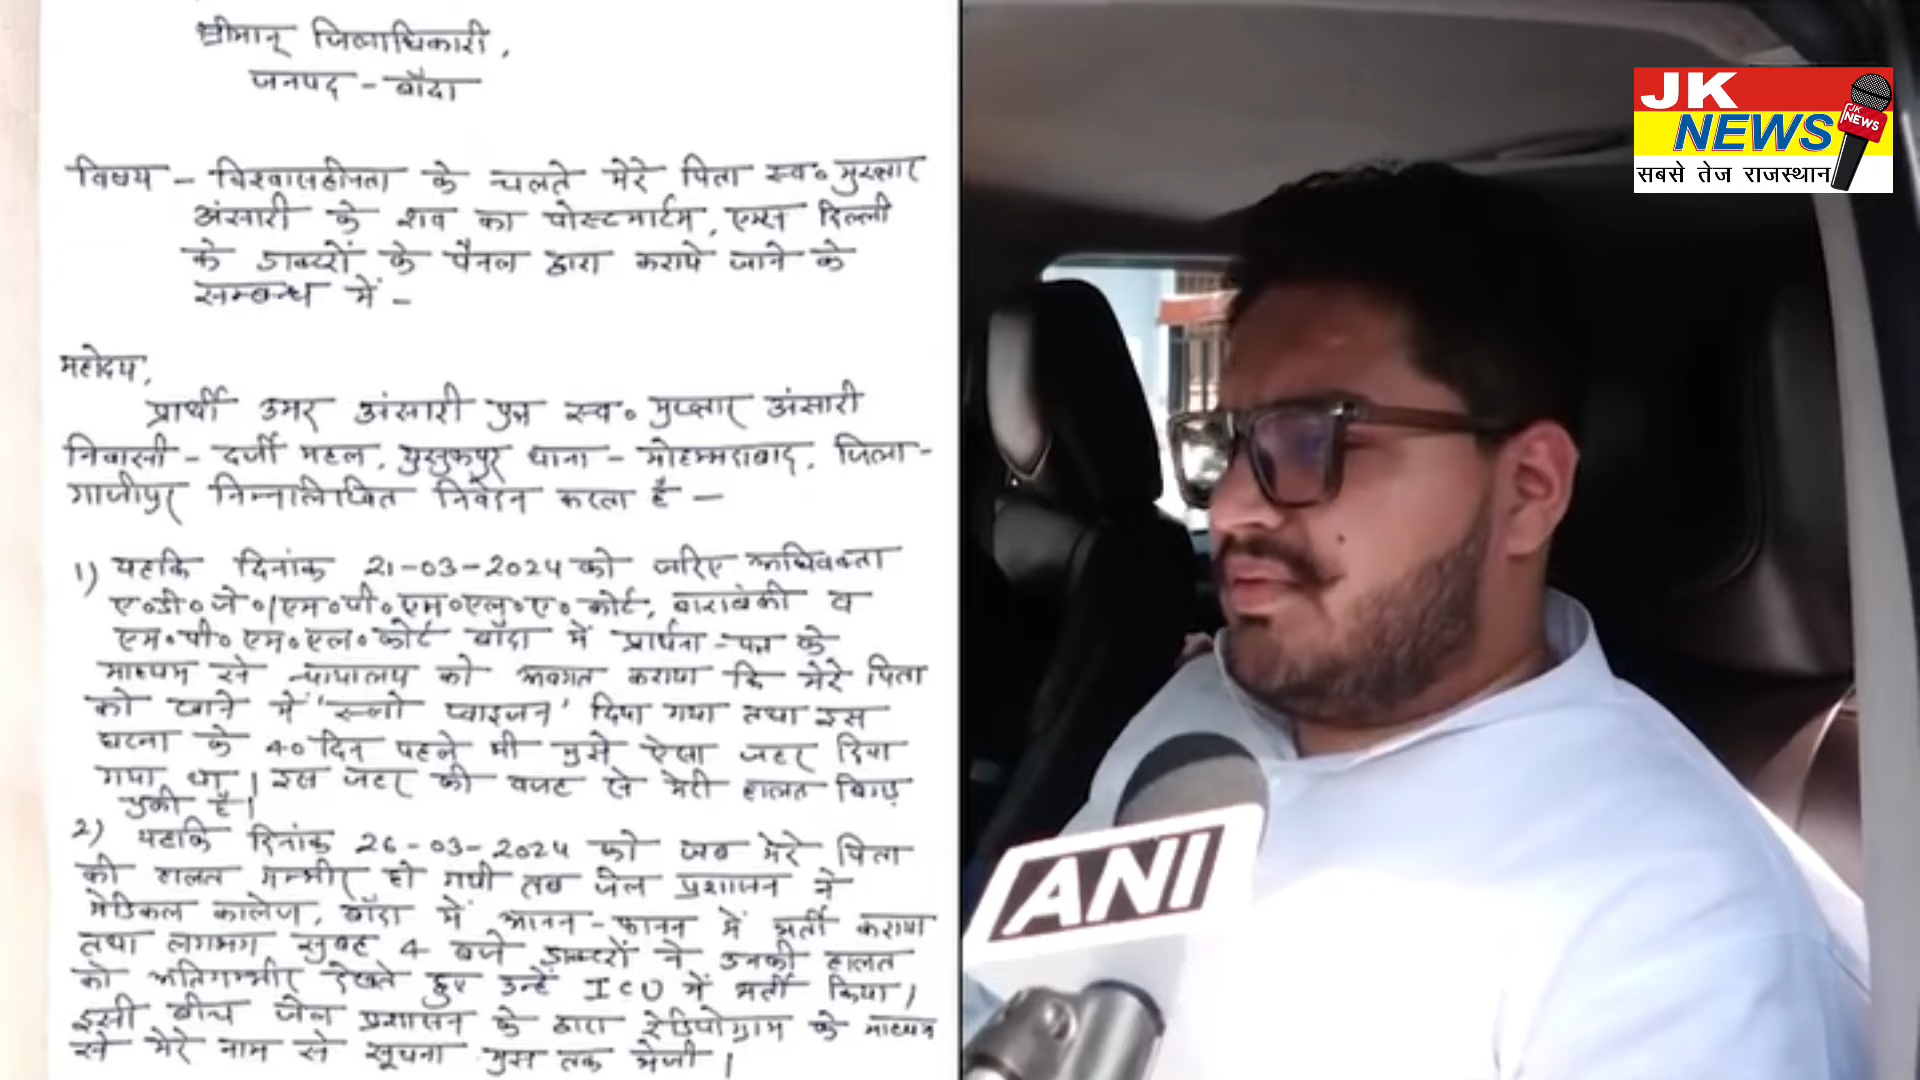 श्रीमान् जिलाधिकारी,
जनपद - बाँदा
विषय - विश्वासहीनता के चलते मेरे पिता स्व० मुख्तार
अंसारी के शव का पोस्टमार्टम, एम्स दिल्ली
के डाक्टरों के पैनल द्वारा कराये जाने के
सम्बन्ध में -
महोदय,
प्रार्थी उमर अंसारी पुत्र स्व० मुख्तार अंसारी
निवासी - दर्जी महल, युसुफपुर थाना - मोहम्मदाबाद, जिला -
गाजीपुर निम्नलिखित निवेदन करता है -
1) यहकि दिनांक 21-03-2024 को जरिए अधिवक्ता
ए०डी०जे०/एम०पी०एम०एल०ए० कोर्ट, बाराबंकी व
एम०पी०एम०एल० कोर्ट बाँदा में प्रार्थना-पत्र के
माध्यम से न्यायालय को अवगत कराया कि मेरे पिता
को खाने में 'स्लो प्वाइजन' दिया गया तथा इस
घटना के 40 दिन पहले भी मुझे ऐसा जहर दिया
गया था। इस जहर की वजह से मेरी हालत बिगड़
चुकी है।
2) यहकि दिनांक 26-03-2024 को जब मेरे पिता
की हालत गम्भीर हो गयी तब जेल प्रशासन ने
मेडिकल कालेज, बाँदा में आनन-फानन में भर्ती कराया
तथा लगभग सुबह 4 बजे डाक्टरों ने उनकी हालत
को अतिगम्भीर देखते हुए उन्हें ICU में भर्ती किया।
इसी बीच जेल प्रशासन के द्वारा रेडियोग्राम के माध्यम
से मेरे नाम से सूचना मुझ तक भेजी।
JK
NEWS
JK
NEWS
सबसे तेज राजस्थान
ANI